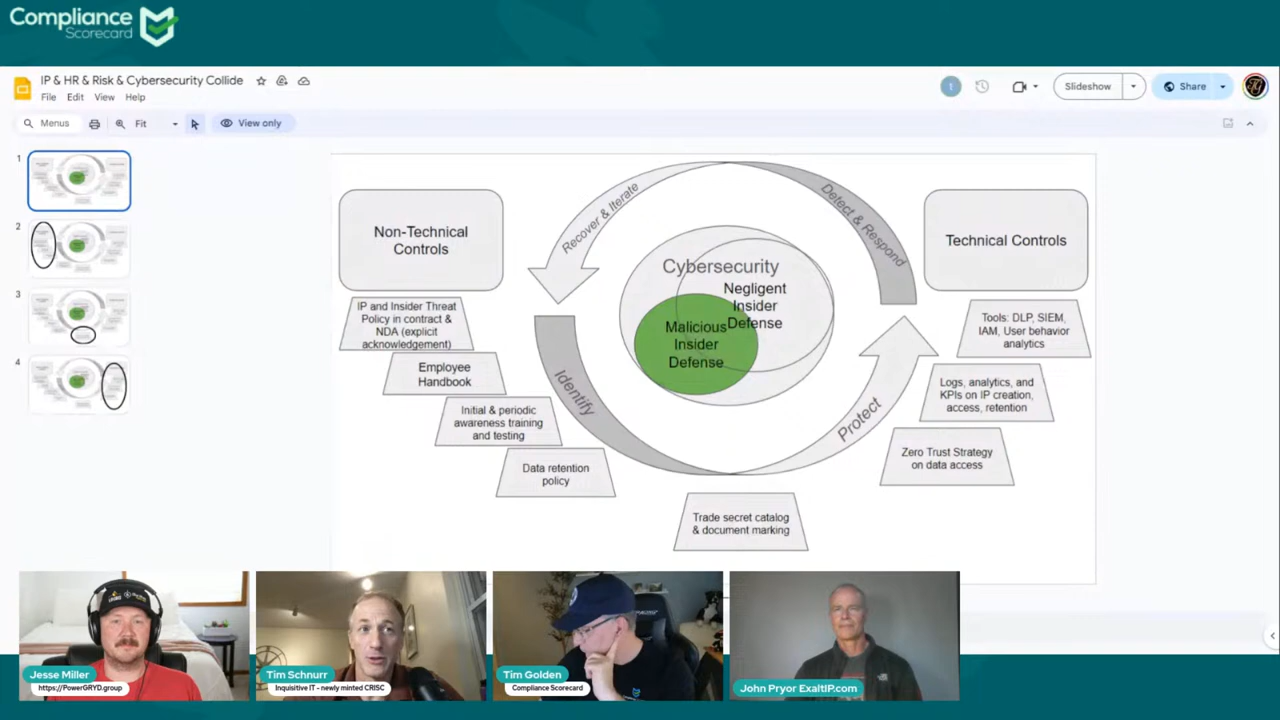 Compliance
Scorecard
IP & HR & Risk & Cybersecurity Collide
File Edit View Help
Slideshow
Share
Menus
Fit
View only
1
2
3
4
Non-Technical
Controls
IP and Insider Threat
Policy in contract &
NDA (explicit
acknowledgement)
Employee
Handbook
Initial & periodic
awareness training
and testing
Data retention
policy
Recover & Iterate
Detect & Respond
Identify
Protect
Cybersecurity
Negligent
Insider
Defense
Malicious
Insider
Defense
Trade secret catalog
& document marking
Technical Controls
Tools: DLP, SIEM,
IAM, User behavior
analytics
Logs, analytics, and
KPIs on IP creation,
access, retention
Zero Trust Strategy
on data access
Jesse Miller
https://PowerGRYD.group
Tim Schnurr
Inquisitive IT - newly minted CRISC
Tim Golden
Compliance Scorecard
John Pryor ExaltIP.com